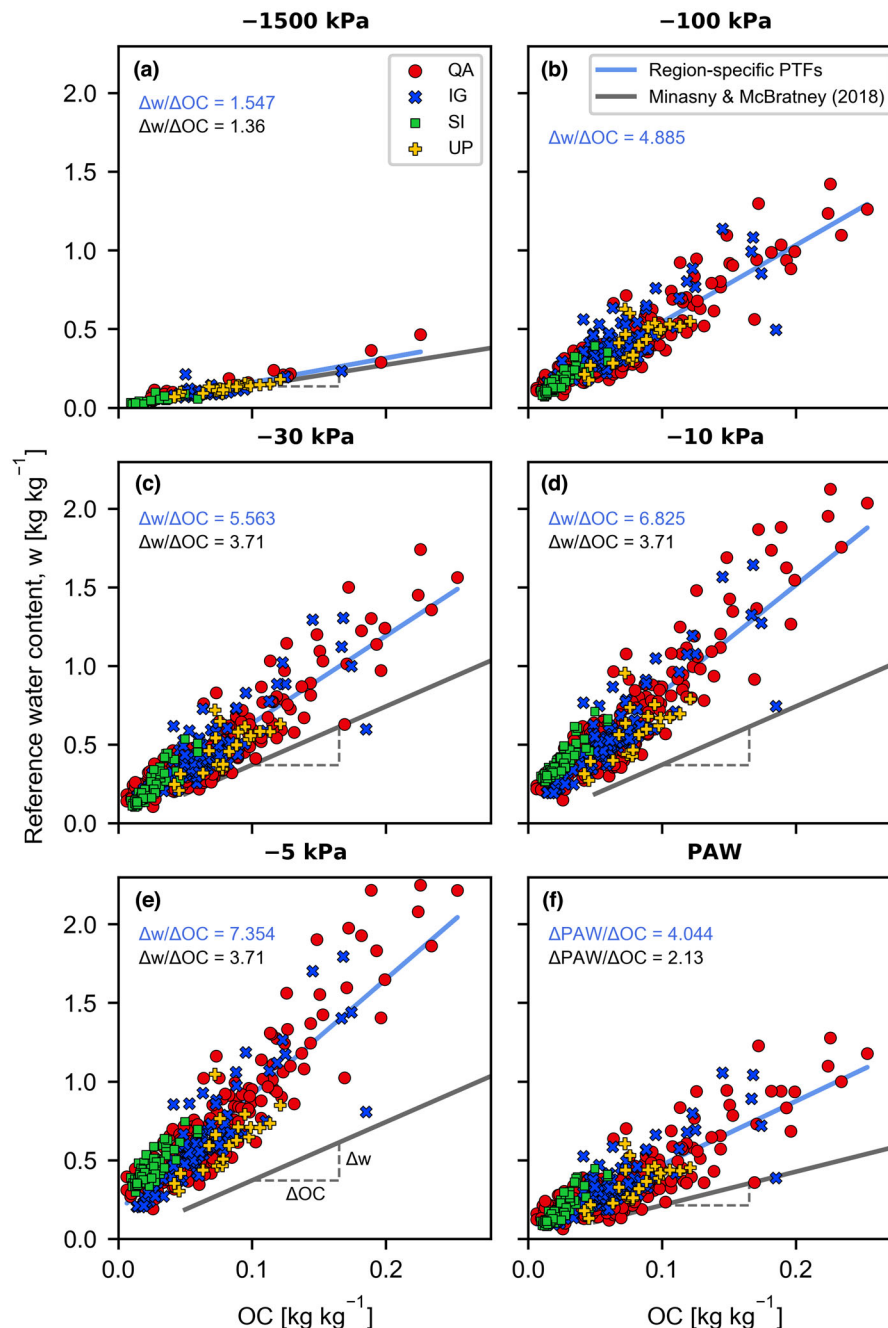 −1500 kPa
−100 kPa
(a)
Δw/ΔOC = 1.547
Δw/ΔOC = 1.36
QA
IG
SI
UP
(b)
Region-specific PTFs
Minasny & McBratney (2018)
Δw/ΔOC = 4.885
2.0
1.5
1.0
0.5
0.0
−30 kPa
−10 kPa
(c)
Δw/ΔOC = 5.563
Δw/ΔOC = 3.71
(d)
Δw/ΔOC = 6.825
Δw/ΔOC = 3.71
2.0
1.5
1.0
0.5
0.0
Reference water content, w [kg kg⁻¹]
−5 kPa
PAW
(e)
Δw/ΔOC = 7.354
Δw/ΔOC = 3.71
Δw
ΔOC
(f)
ΔPAW/ΔOC = 4.044
ΔPAW/ΔOC = 2.13
2.0
1.5
1.0
0.5
0.0
0.0 0.1 0.2
0.0 0.1 0.2
OC [kg kg⁻¹]
OC [kg kg⁻¹]